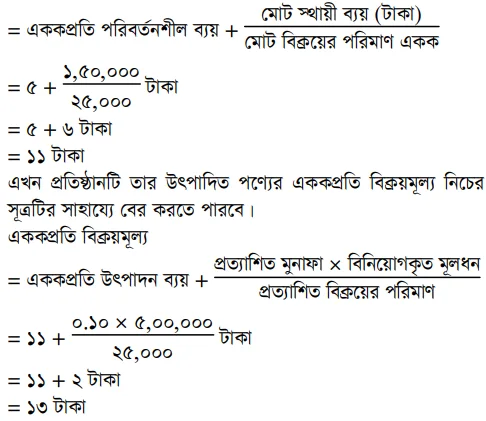 = এককপ্রতি পরিবর্তনশীল ব্যয় + মোট স্থায়ী ব্যয় (টাকা) / মোট বিক্রয়ের পরিমাণ একক
= ৫ + ১,৫০,০০০ / ২৫,০০০ টাকা
= ৫ + ৬ টাকা
= ১১ টাকা
এখন প্রতিষ্ঠানটি তার উৎপাদিত পণ্যের এককপ্রতি বিক্রয়মূল্য নিচের
সূত্রটির সাহায্যে বের করতে পারবে।
এককপ্রতি বিক্রয়মূল্য
= এককপ্রতি উৎপাদন ব্যয় + প্রত্যাশিত মুনাফা × বিনিয়োগকৃত মূলধন / প্রত্যাশিত বিক্রয়ের পরিমাণ
= ১১ + ০.১০ × ৫,০০,০০০ / ২৫,০০০ টাকা
= ১১ + ২ টাকা
= ১৩ টাকা